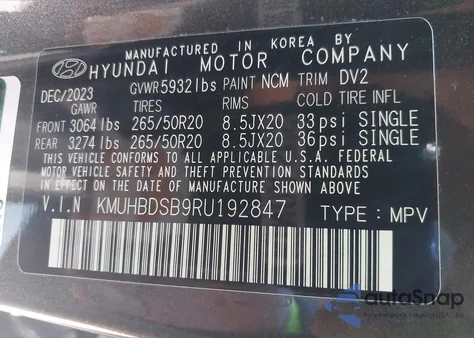 MANUFACTURED IN KOREA BY
HYUNDAI MOTOR COMPANY
DEC/2023 GVWR 5932lbs PAINT NCM TRIM DV2
GAWR TIRES RIMS COLD TIRE INFL
FRONT 3064lbs 265/50R20 8.5JX20 33psi SINGLE
REAR 3274lbs 265/50R20 8.5JX20 36psi SINGLE
THIS VEHICLE CONFORMS TO ALL APPLICABLE U.S.A. FEDERAL
MOTOR VEHICLE SAFETY, BUMPER, AND THEFT PREVENTION
STANDARDS IN EFFECT ON THE DATE OF MANUFACTURE SHOWN ABOVE.
V.I.N KMUHBDSB9RU192847 TYPE : MPV
autoSnap